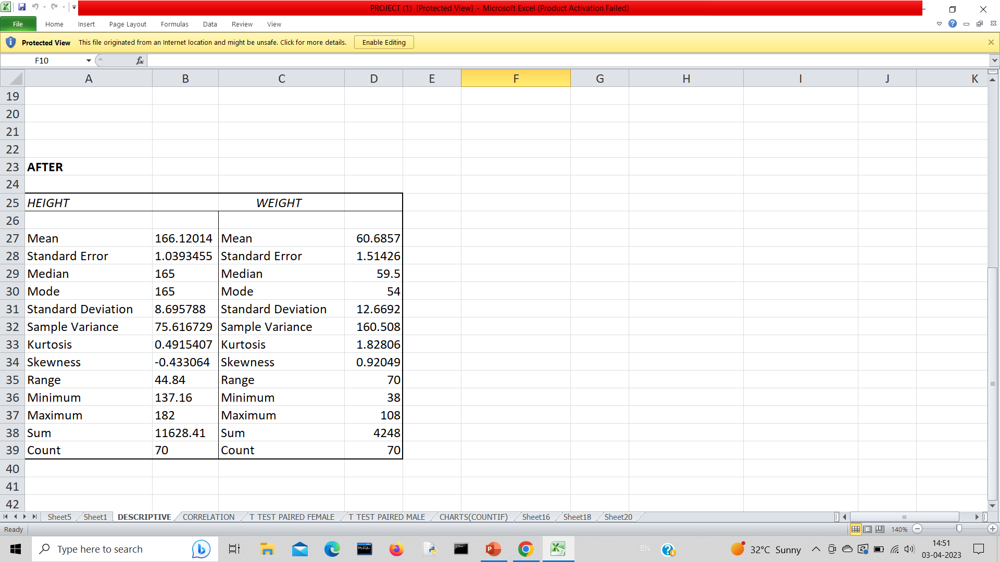 PROJECT (1) [Protected View] - Microsoft Excel (Product Activation Failed)
File Home Insert Page Layout Formulas Data Review View
Protected View This file originated from an Internet location and might be unsafe. Click for more details. Enable Editing
F10 fx
A B C D E F G H I J K
19
20
21
22
23 AFTER
24
25 HEIGHT WEIGHT
26
27 Mean 166.12014 Mean 60.6857
28 Standard Error 1.0393455 Standard Error 1.51426
29 Median 165 Median 59.5
30 Mode 165 Mode 54
31 Standard Deviation 8.695788 Standard Deviation 12.6692
32 Sample Variance 75.616729 Sample Variance 160.508
33 Kurtosis 0.4915407 Kurtosis 1.82806
34 Skewness -0.433064 Skewness 0.92049
35 Range 44.84 Range 70
36 Minimum 137.16 Minimum 38
37 Maximum 182 Maximum 108
38 Sum 11628.41 Sum 4248
39 Count 70 Count 70
40
41
42
Sheet5 Sheet1 DESCRIPTIVE CORRELATION T TEST PAIRED FEMALE T TEST PAIRED MALE CHARTS(COUNTIF) Sheet16 Sheet18 Sheet20
Ready 140%
Type here to search MySQL EN 32°C Sunny 14:51
03-04-2023